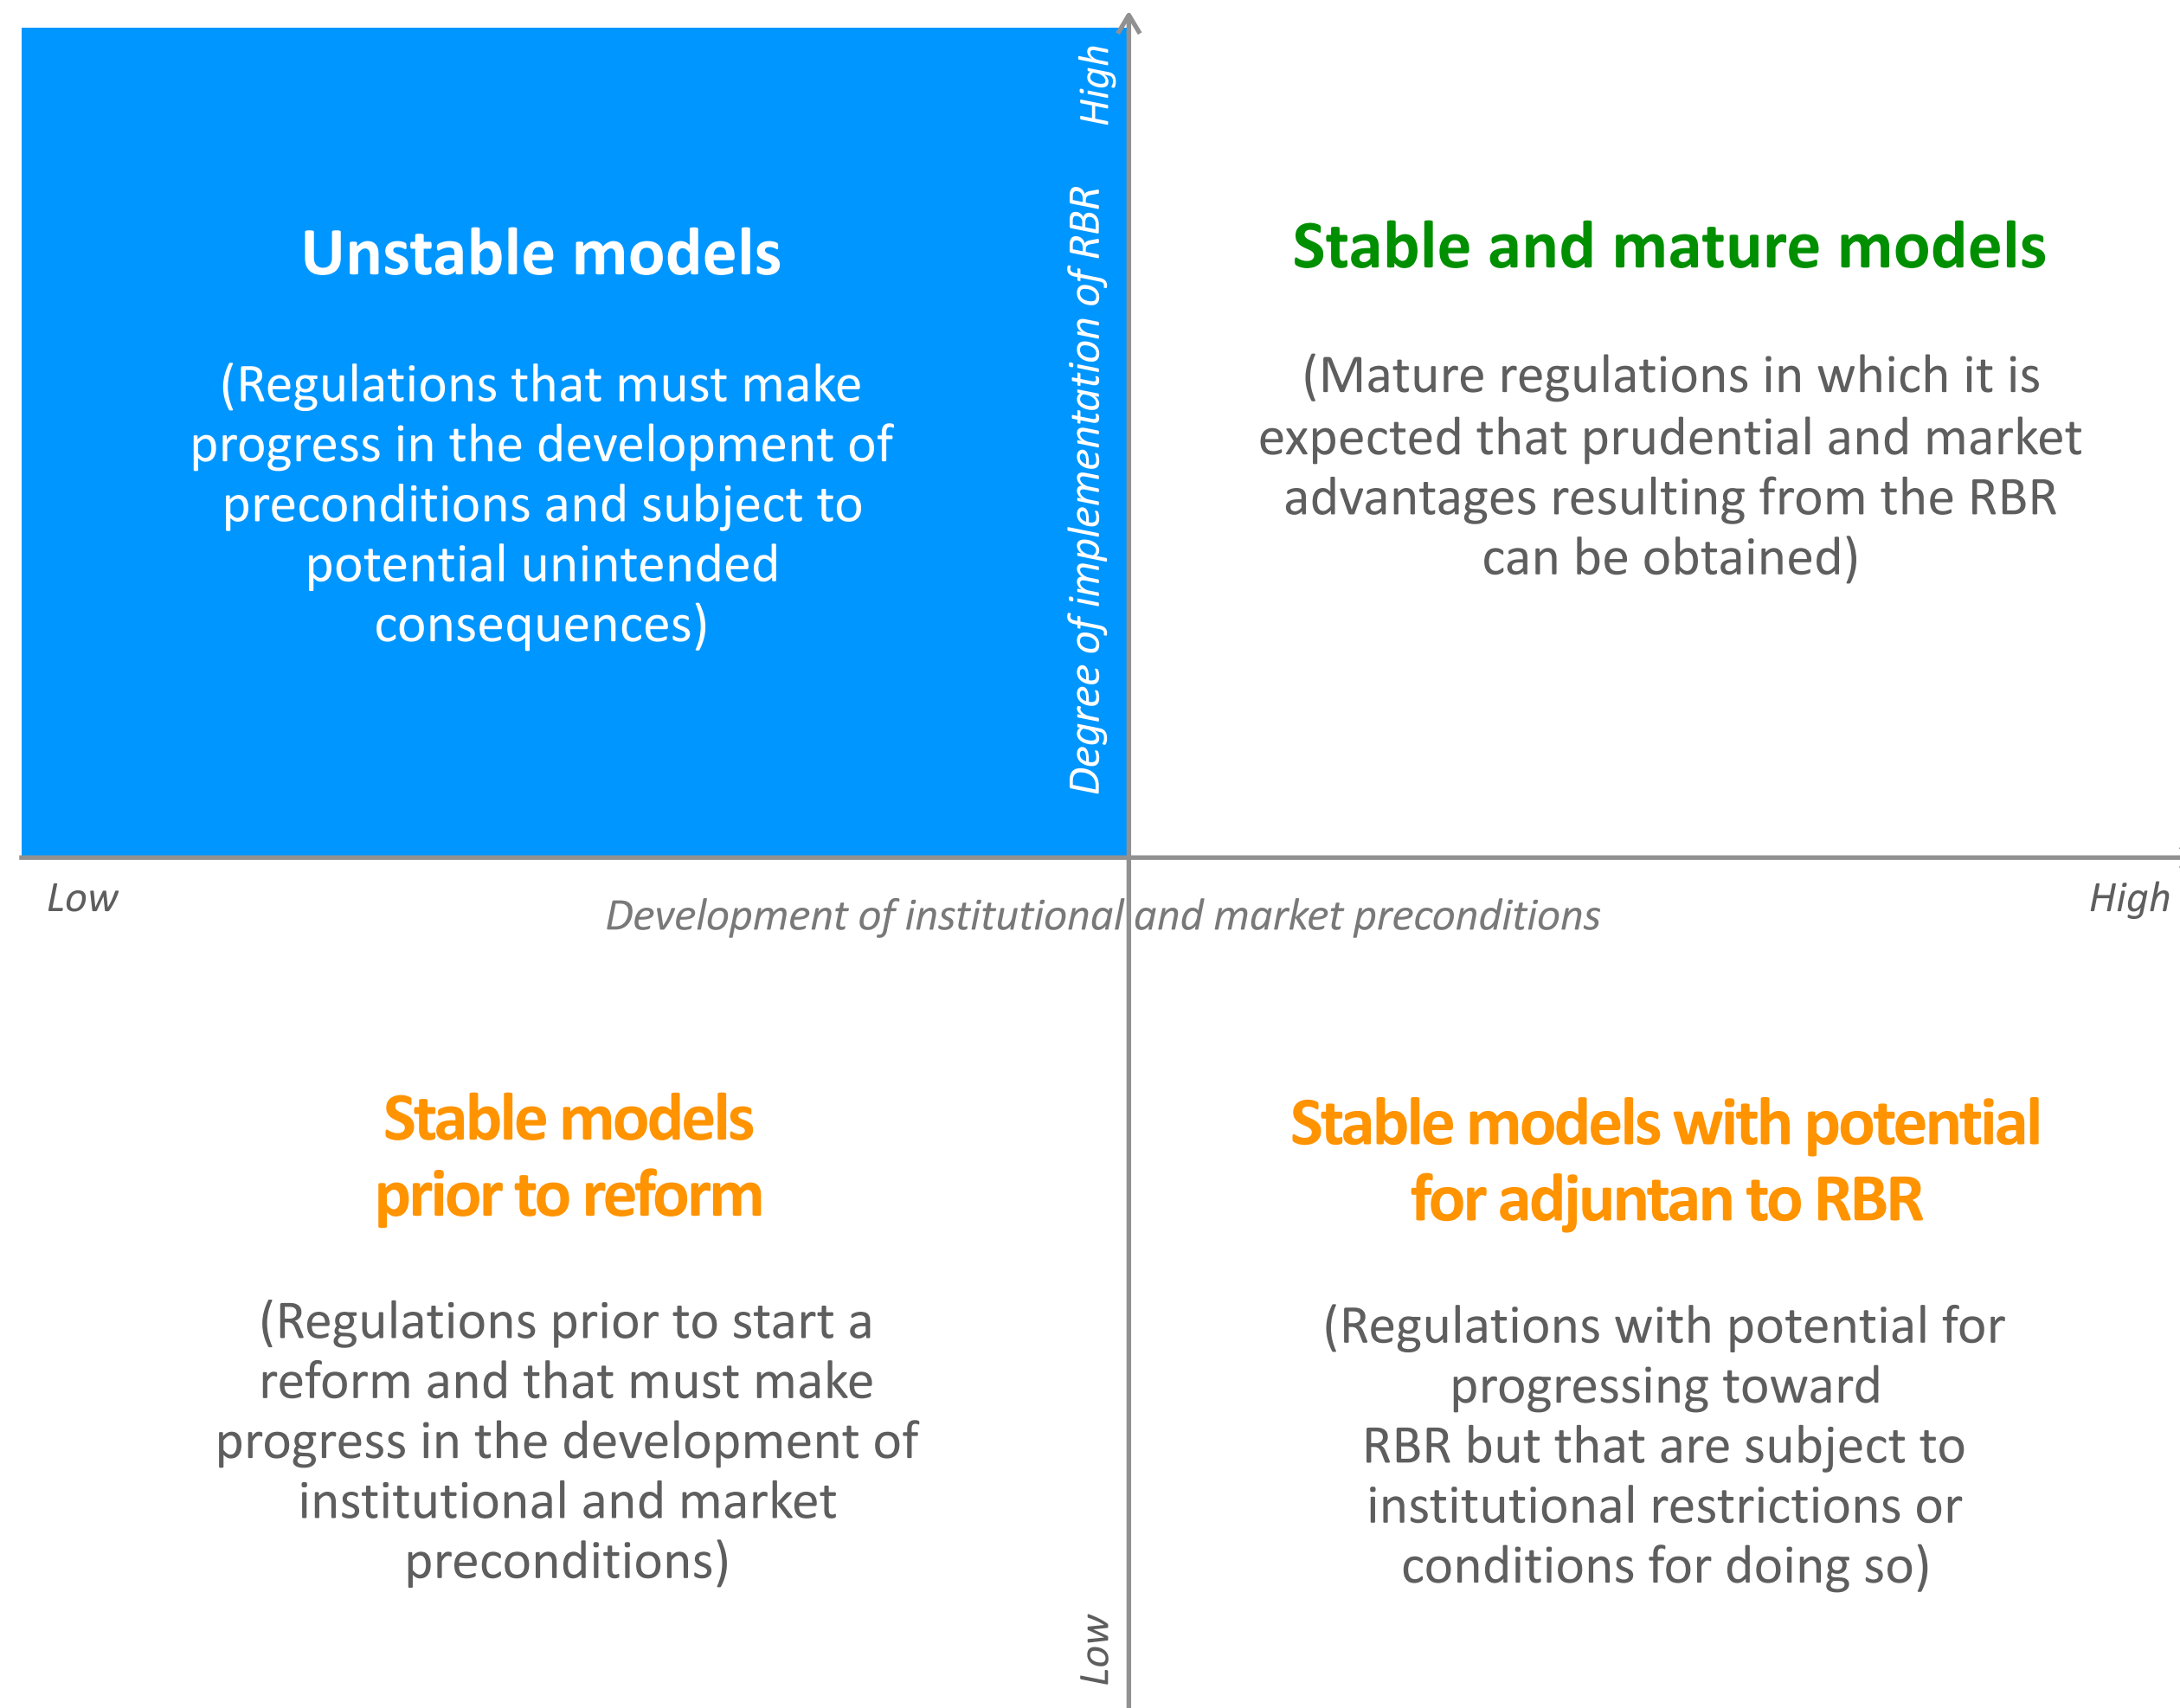 High
Degree of implementation of RBR
Unstable models
(Regulations that must make
progress in the development of
preconditions and subject to
potential unintended
consequences)
Stable and mature models
(Mature regulations in which it is
expected that prudential and market
advantages resulting from the RBR
can be obtained)
Low
Development of institutional and market preconditions
High
Stable models
prior to reform
(Regulations prior to start a
reform and that must make
progress in the development of
institutional and market
preconditions)
Stable models with potential
for adjuntan to RBR
(Regulations with potential for
progressing toward
RBR but that are subject to
institutional restrictions or
conditions for doing so)
Low